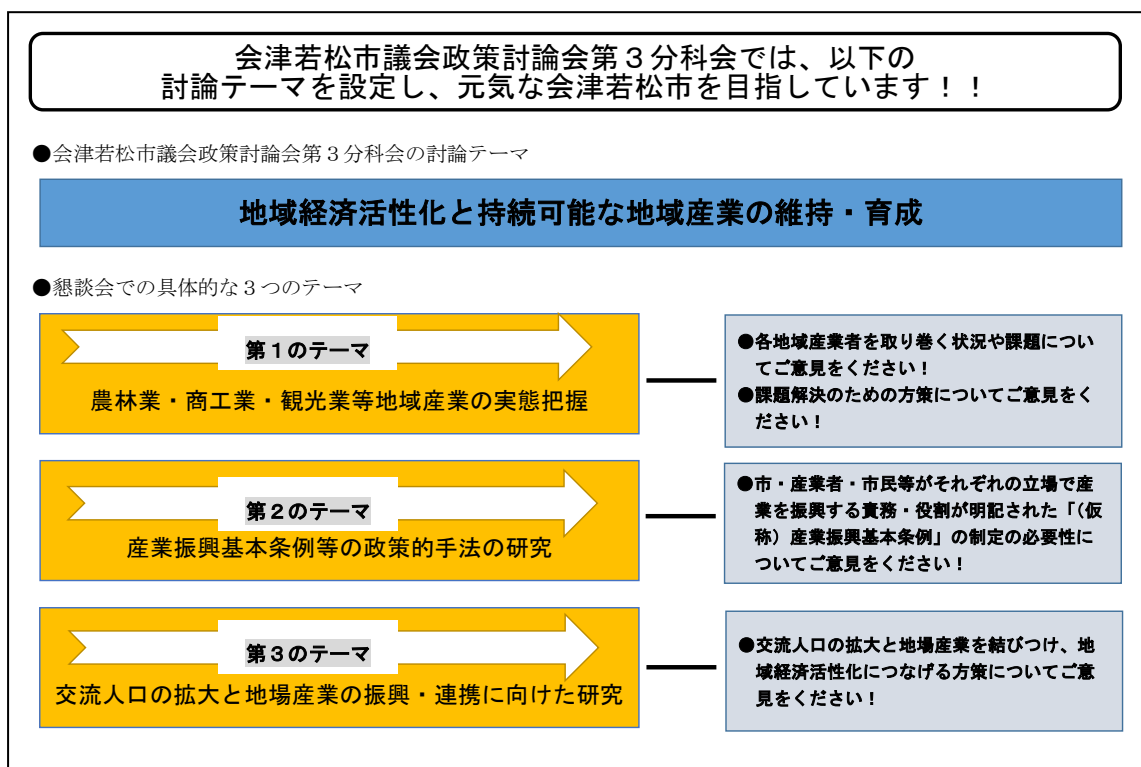 会津若松市議会政策討論会第３分科会では、以下の
討論テーマを設定し、元気な会津若松市を目指しています！！
●会津若松市議会政策討論会第３分科会の討論テーマ
地域経済活性化と持続可能な地域産業の維持・育成
●懇談会での具体的な３つのテーマ
第１のテーマ
農林業・商工業・観光業等地域産業の実態把握
●各地域産業者を取り巻く状況や課題につい
てご意見をください！
●課題解決のための方策についてご意見をく
ださい！
第２のテーマ
産業振興基本条例等の政策的手法の研究
●市・産業者・市民等がそれぞれの立場で産
業を振興する責務・役割が明記された「(仮
称）産業振興基本条例」の制定の必要性に
ついてご意見をください！
第３のテーマ
交流人口の拡大と地場産業の振興・連携に向けた研究
●交流人口の拡大と地場産業を結びつけ、地
域経済活性化につなげる方策についてご意
見をください！